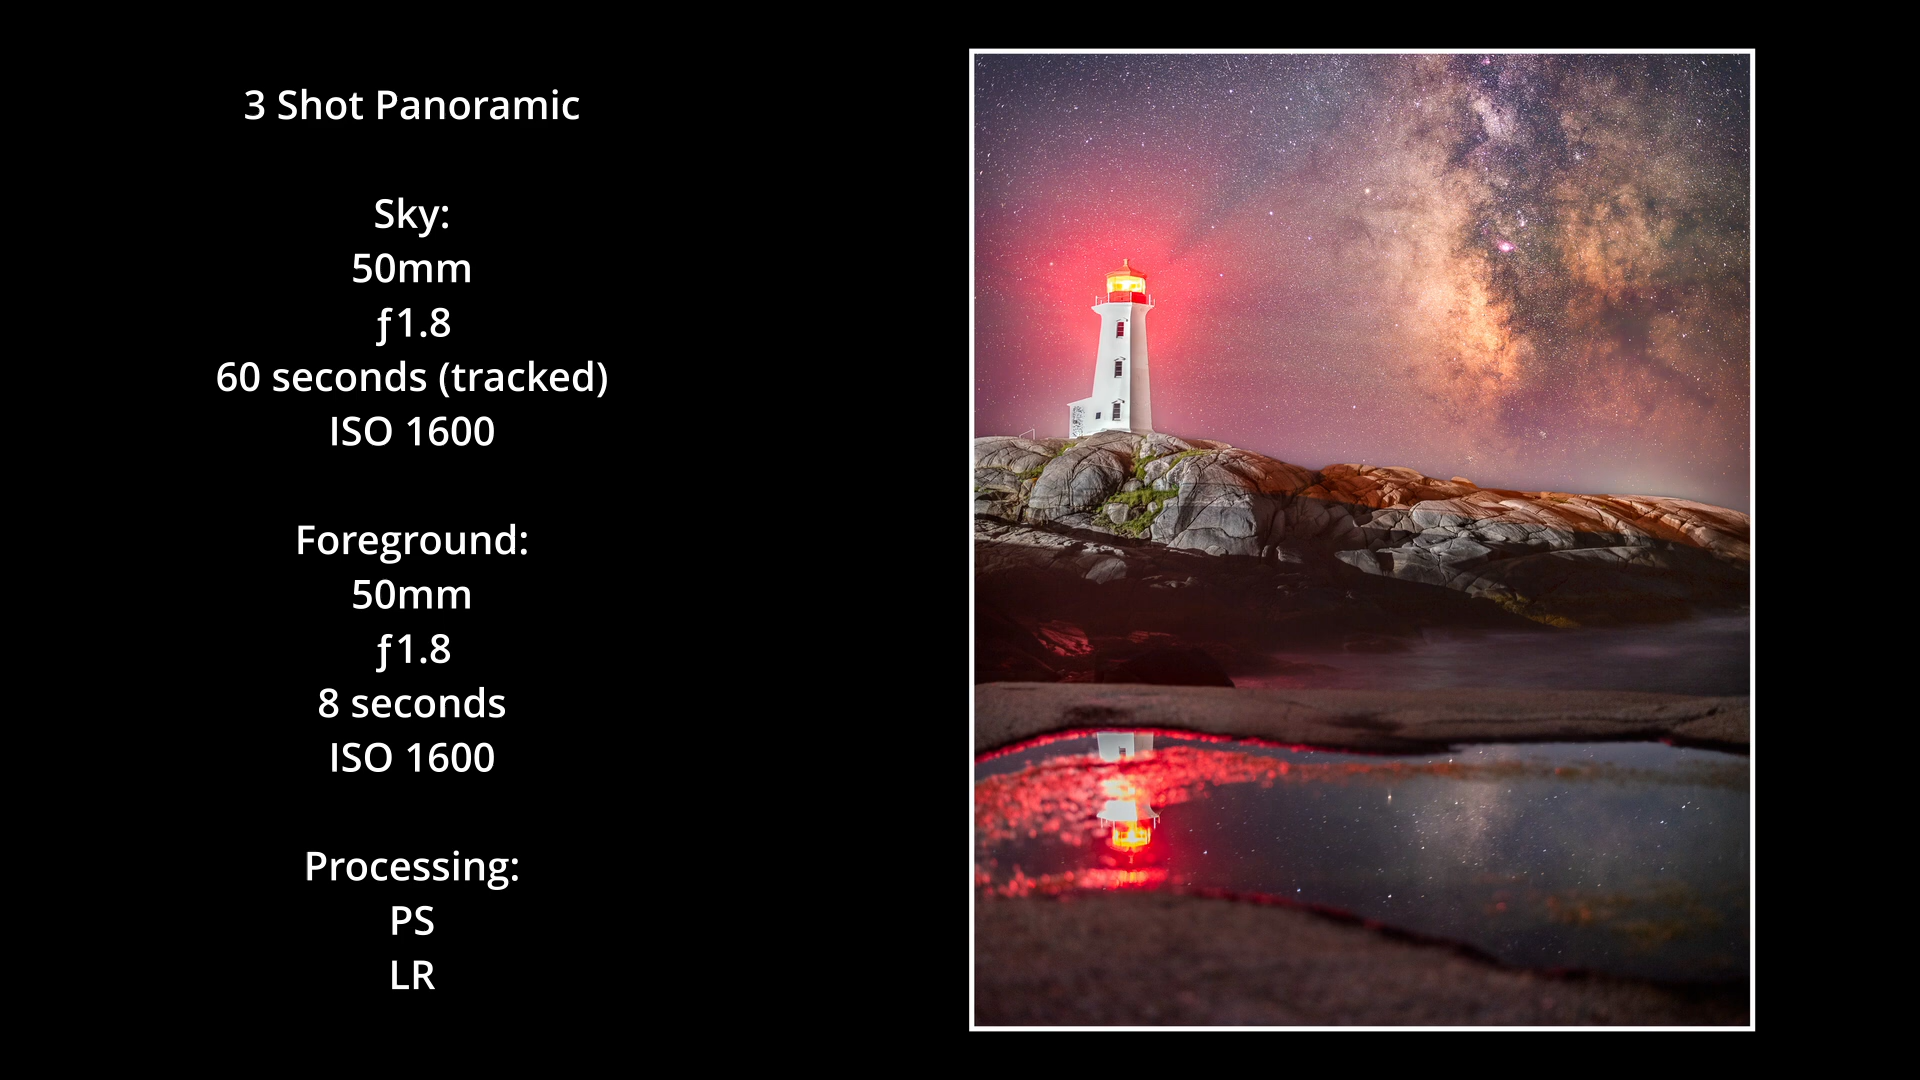 3 Shot Panoramic
Sky:
50mm
ƒ1.8
60 seconds (tracked)
ISO 1600
Foreground:
50mm
ƒ1.8
8 seconds
ISO 1600
Processing:
PS
LR